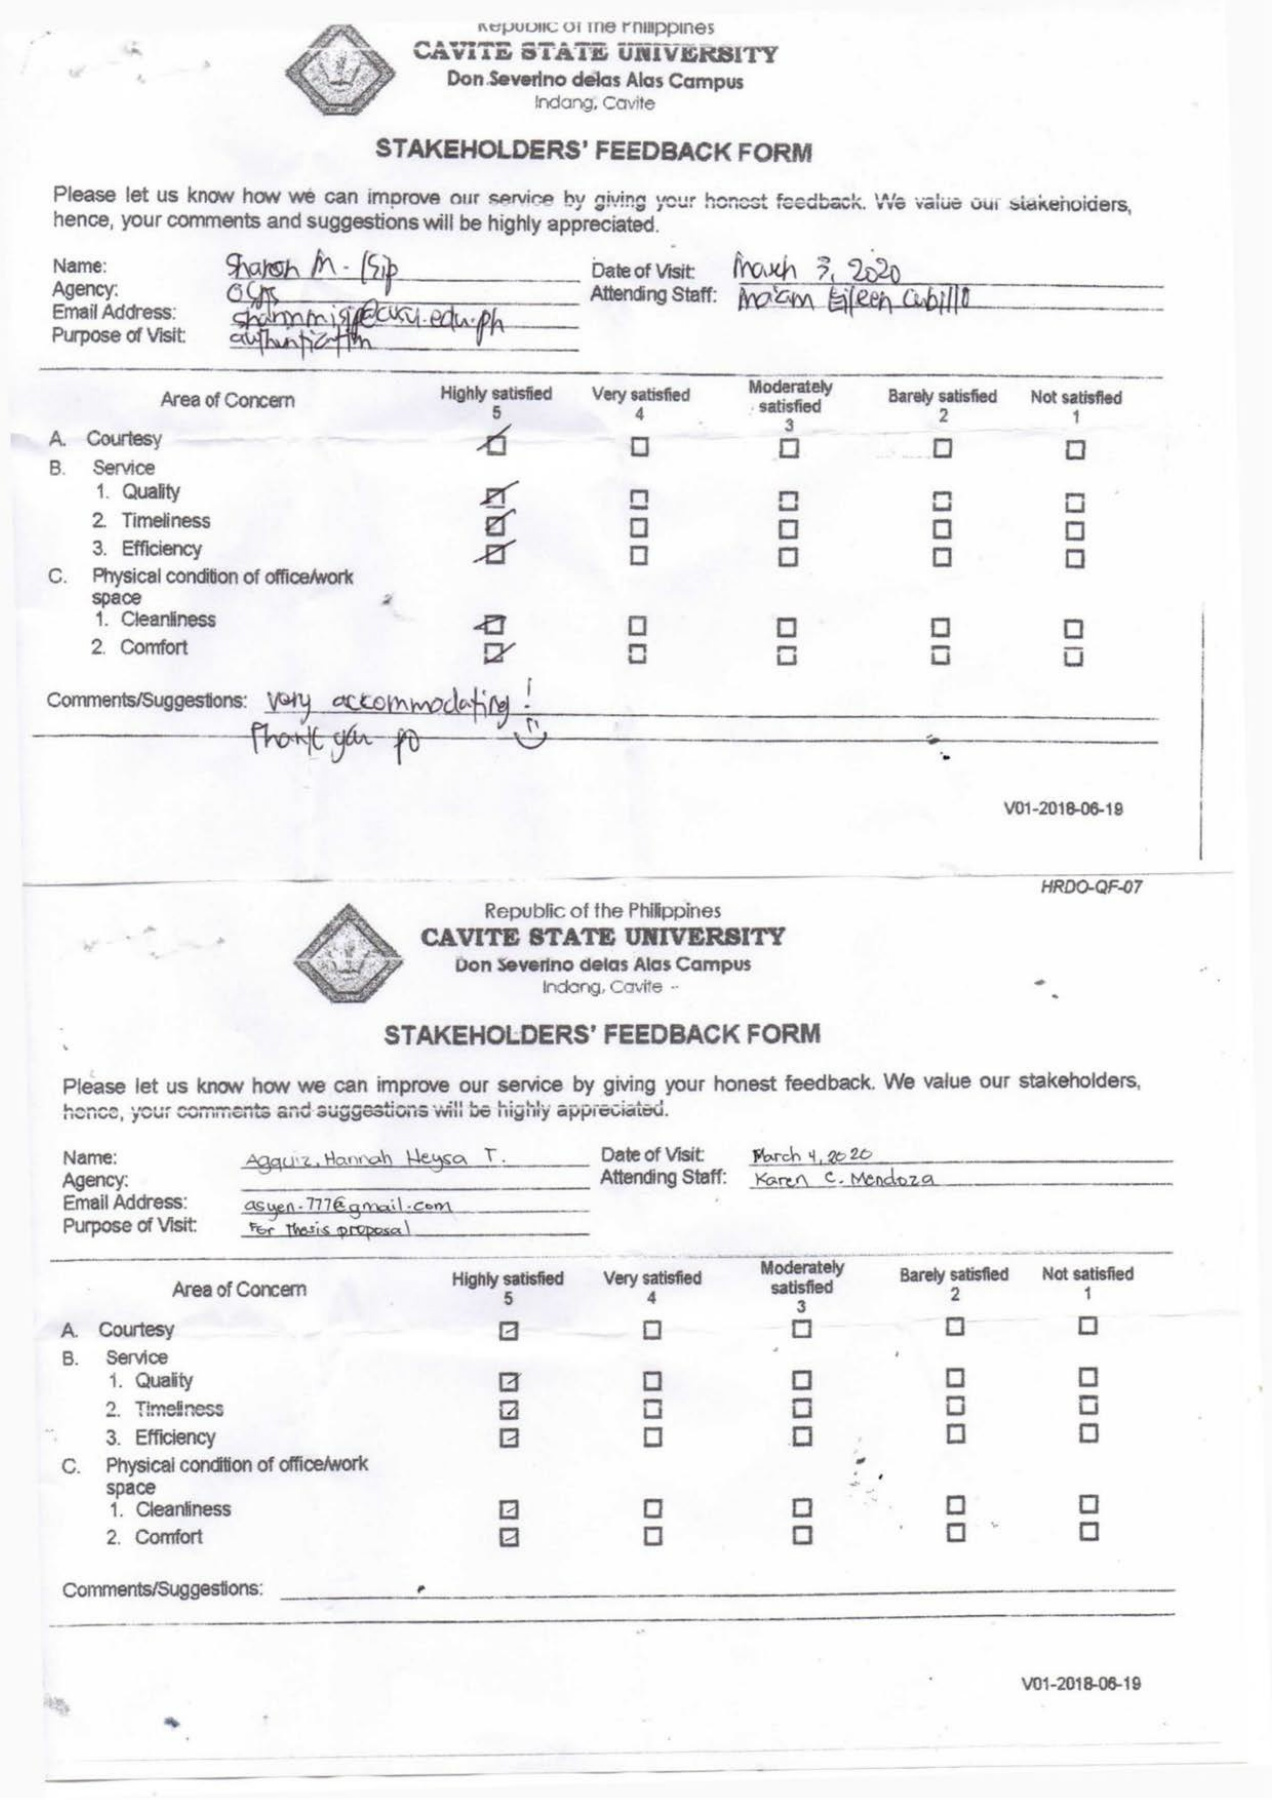 Republic of the Philippines
CAVITE STATE UNIVERSITY
Don Severino delas Alas Campus
Indang, Cavite
STAKEHOLDERS' FEEDBACK FORM
Please let us know how we can improve our service by giving your honest feedback. We value our stakeholders,
hence, your comments and suggestions will be highly appreciated.
Name: Sharon M. Isip Date of Visit: March 3, 2020
Agency: Attending Staff: Ma'am Eileen Cubillo
Email Address: @cvsu.edu.ph
Purpose of Visit: authentication
Area of Concern Highly satisfied 5 Very satisfied 4 Moderately satisfied 3 Barely satisfied 2 Not satisfied 1
A. Courtesy
B. Service
1. Quality
2. Timeliness
3. Efficiency
C. Physical condition of office/work
space
1. Cleanliness
2. Comfort
Comments/Suggestions: Very accommodating!
Thank you po
V01-2018-06-19
HRDO-QF-07
Republic of the Philippines
CAVITE STATE UNIVERSITY
Don Severino delas Alas Campus
Indang, Cavite
STAKEHOLDERS' FEEDBACK FORM
Please let us know how we can improve our service by giving your honest feedback. We value our stakeholders,
hence, your comments and suggestions will be highly appreciated.
Name: Agquiz, Hannah Heysa T. Date of Visit: March 4, 2020
Agency: Attending Staff: Karen C. Mendoza
Email Address: asyen.777@gmail.com
Purpose of Visit: For Thesis proposal
Area of Concern Highly satisfied 5 Very satisfied 4 Moderately satisfied 3 Barely satisfied 2 Not satisfied 1
A. Courtesy
B. Service
1. Quality
2. Timeliness
3. Efficiency
C. Physical condition of office/work
space
1. Cleanliness
2. Comfort
Comments/Suggestions:
V01-2018-06-19